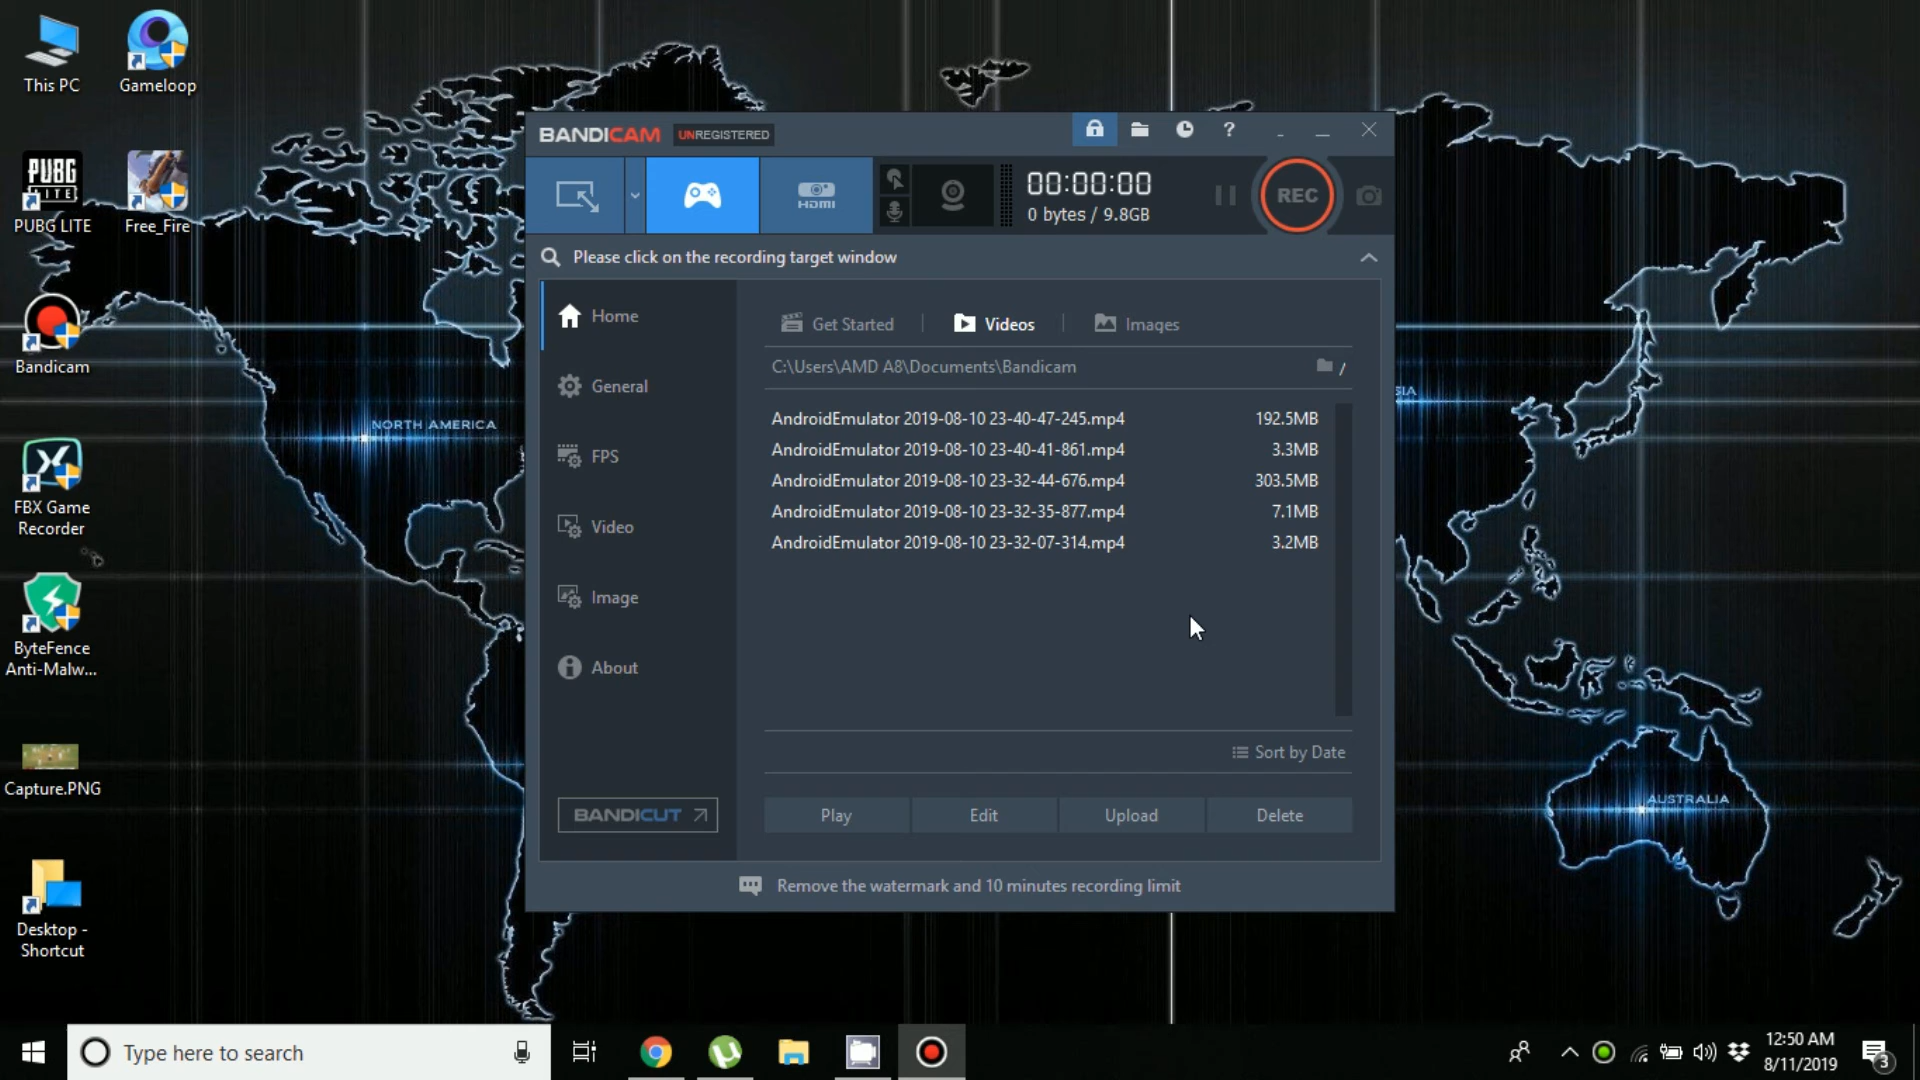 This PC
Gameloop
PUBG LITE
PUBG LITE
Free_Fire
Bandicam
FBX Game
Recorder
ByteFence
Anti-Malw...
Capture.PNG
Desktop -
Shortcut
NORTH AMERICA
SIA
AUSTRALIA
BANDICAM UNREGISTERED
?
HDMI
00:00:00
0 bytes / 9.8GB
REC
Please click on the recording target window
Home
General
FPS
Video
Image
About
BANDICUT
Get Started
Videos
Images
C:\Users\AMD A8\Documents\Bandicam
/
AndroidEmulator 2019-08-10 23-40-47-245.mp4 192.5MB
AndroidEmulator 2019-08-10 23-40-41-861.mp4 3.3MB
AndroidEmulator 2019-08-10 23-32-44-676.mp4 303.5MB
AndroidEmulator 2019-08-10 23-32-35-877.mp4 7.1MB
AndroidEmulator 2019-08-10 23-32-07-314.mp4 3.2MB
Sort by Date
Play Edit Upload Delete
Remove the watermark and 10 minutes recording limit
Type here to search
12:50 AM
8/11/2019
3